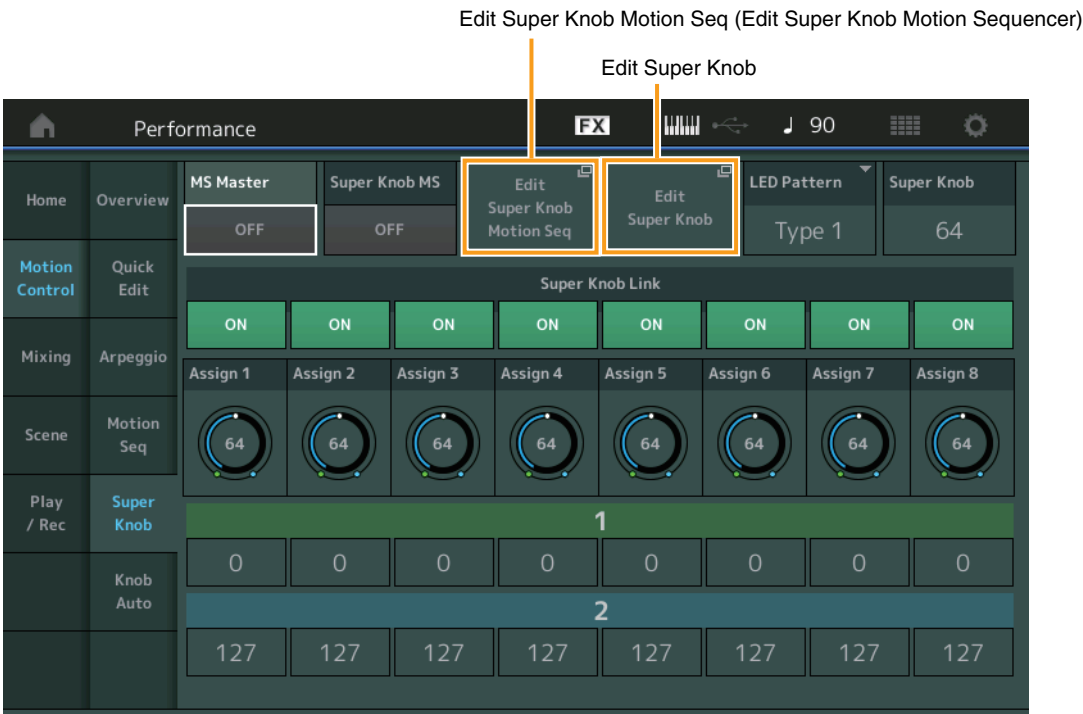 Edit Super Knob Motion Seq (Edit Super Knob Motion Sequencer)
Edit Super Knob
Performance
FX
90
Home
Overview
Motion
Control
Quick
Edit
Mixing
Arpeggio
Scene
Motion
Seq
Play
/ Rec
Super
Knob
Knob
Auto
MS Master
OFF
Super Knob MS
OFF
Edit
Super Knob
Motion Seq
Edit
Super Knob
LED Pattern
Type 1
Super Knob
64
Super Knob Link
ON ON ON ON ON ON ON ON
Assign 1 Assign 2 Assign 3 Assign 4 Assign 5 Assign 6 Assign 7 Assign 8
64 64 64 64 64 64 64 64
1
0 0 0 0 0 0 0 0
2
127 127 127 127 127 127 127 127